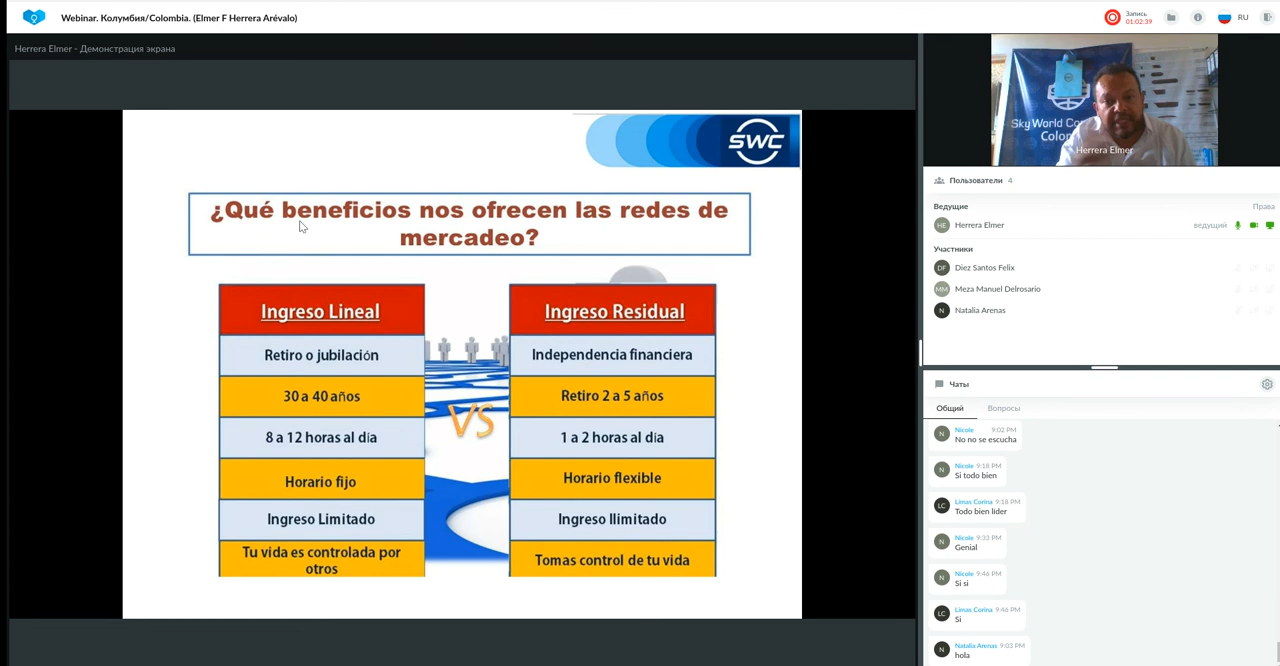 Webinar. Колумбия/Colombia. (Elmer F Herrera Arévalo)
Запись
01:02:39
RU
Herrera Elmer - Демонстрация экрана
SWC
¿Qué beneficios nos ofrecen las redes de
mercadeo?
Ingreso Lineal
Retiro o jubilación
30 a 40 años
8 a 12 horas al día
Horario fijo
Ingreso Limitado
Tu vida es controlada por
otros
VS
Ingreso Residual
Independencia financiera
Retiro 2 a 5 años
1 a 2 horas al día
Horario flexible
Ingreso Ilimitado
Tomas control de tu vida
SkyWorld
Herrera Elmer
Пользователи 4
Ведущие Права
HE Herrera Elmer ведущий
Участники
DF Diez Santos Felix
MM Meza Manuel Delrosario
N Natalia Arenas
Чаты
Общий Вопросы
N Nicole 9:02 PM
No no se escucha
N Nicole 9:18 PM
Si todo bien
LC Limas Corina 9:18 PM
Todo bien líder
N Nicole 9:33 PM
Genial
N Nicole 9:46 PM
Si si
LC Limas Corina 9:46 PM
Si
N Natalia Arenas 9:03 PM
hola